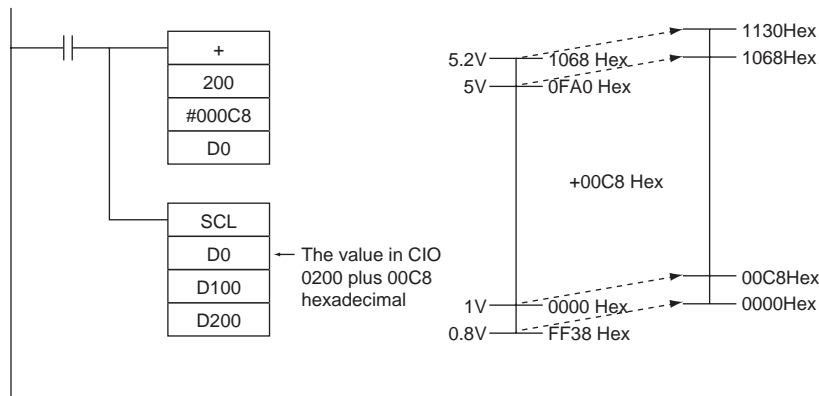 +
200
#000C8
D0
SCL
D0
D100
D200
The value in CIO
0200 plus 00C8
hexadecimal
5.2V
1068 Hex
5V
0FA0 Hex
+00C8 Hex
1V
0000 Hex
0.8V
FF38 Hex
1130Hex
1068Hex
00C8Hex
0000Hex